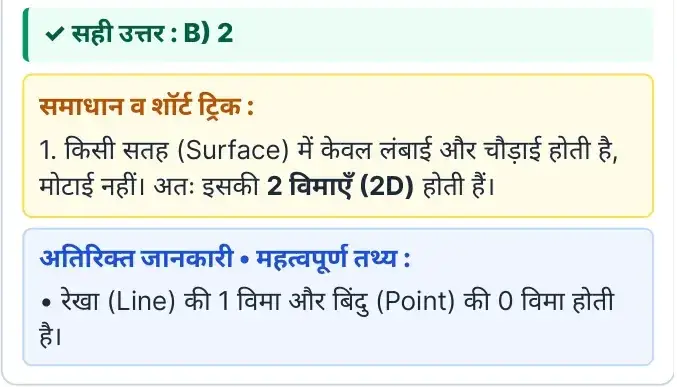 ✓ सही उत्तर : B) 2
समाधान व शॉर्ट ट्रिक :
1. किसी सतह (Surface) में केवल लंबाई और चौड़ाई होती है,
मोटाई नहीं। अतः इसकी 2 विमाएँ (2D) होती हैं।
अतिरिक्त जानकारी • महत्वपूर्ण तथ्य :
• रेखा (Line) की 1 विमा और बिंदु (Point) की 0 विमा होती
है।